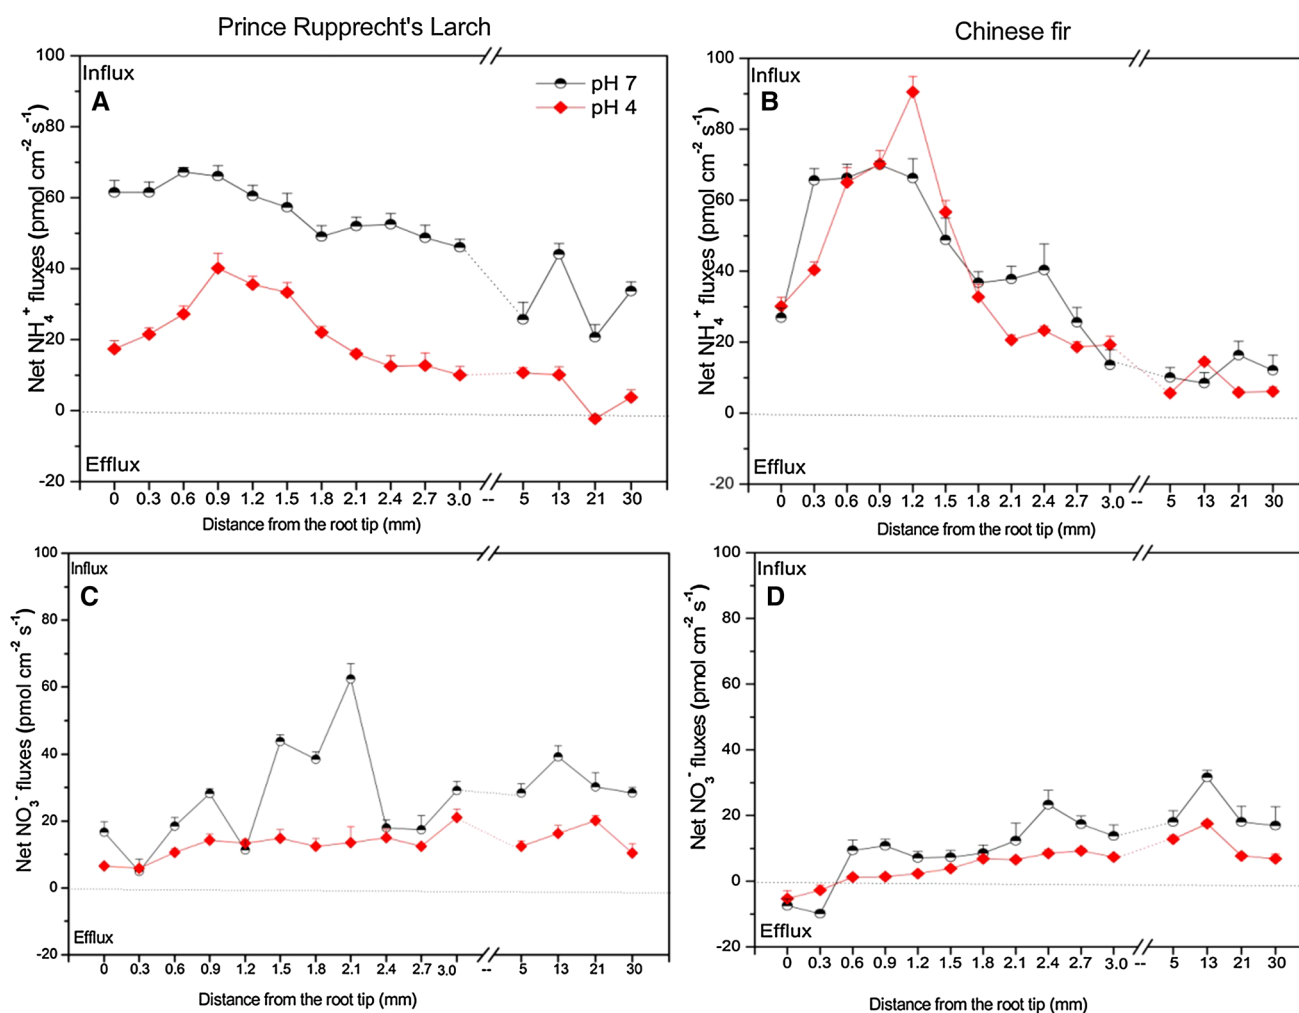 Prince Rupprecht's Larch
Chinese fir
Influx
A
pH 7
pH 4
100
80
60
40
20
0
-20
Net NH4+ fluxes (pmol cm-2 s-1)
Efflux
0 0.3 0.6 0.9 1.2 1.5 1.8 2.1 2.4 2.7 3.0 -- 5 13 21 30
Distance from the root tip (mm)
Influx
B
100
80
60
40
20
0
-20
Net NH4+ fluxes (pmol cm-2 s-1)
Efflux
0 0.3 0.6 0.9 1.2 1.5 1.8 2.1 2.4 2.7 3.0 -- 5 13 21 30
Distance from the root tip (mm)
Influx
C
100
80
60
40
20
0
-20
Net NO3- fluxes (pmol cm-2 s-1)
Efflux
0 0.3 0.6 0.9 1.2 1.5 1.8 2.1 2.4 2.7 3.0 -- 5 13 21 30
Distance from the root tip (mm)
Influx
D
100
80
60
40
20
0
-20
Net NO3- fluxes (pmol cm-2 s-1)
Efflux
0 0.3 0.6 0.9 1.2 1.5 1.8 2.1 2.4 2.7 3.0 -- 5 13 21 30
Distance from the root tip (mm)